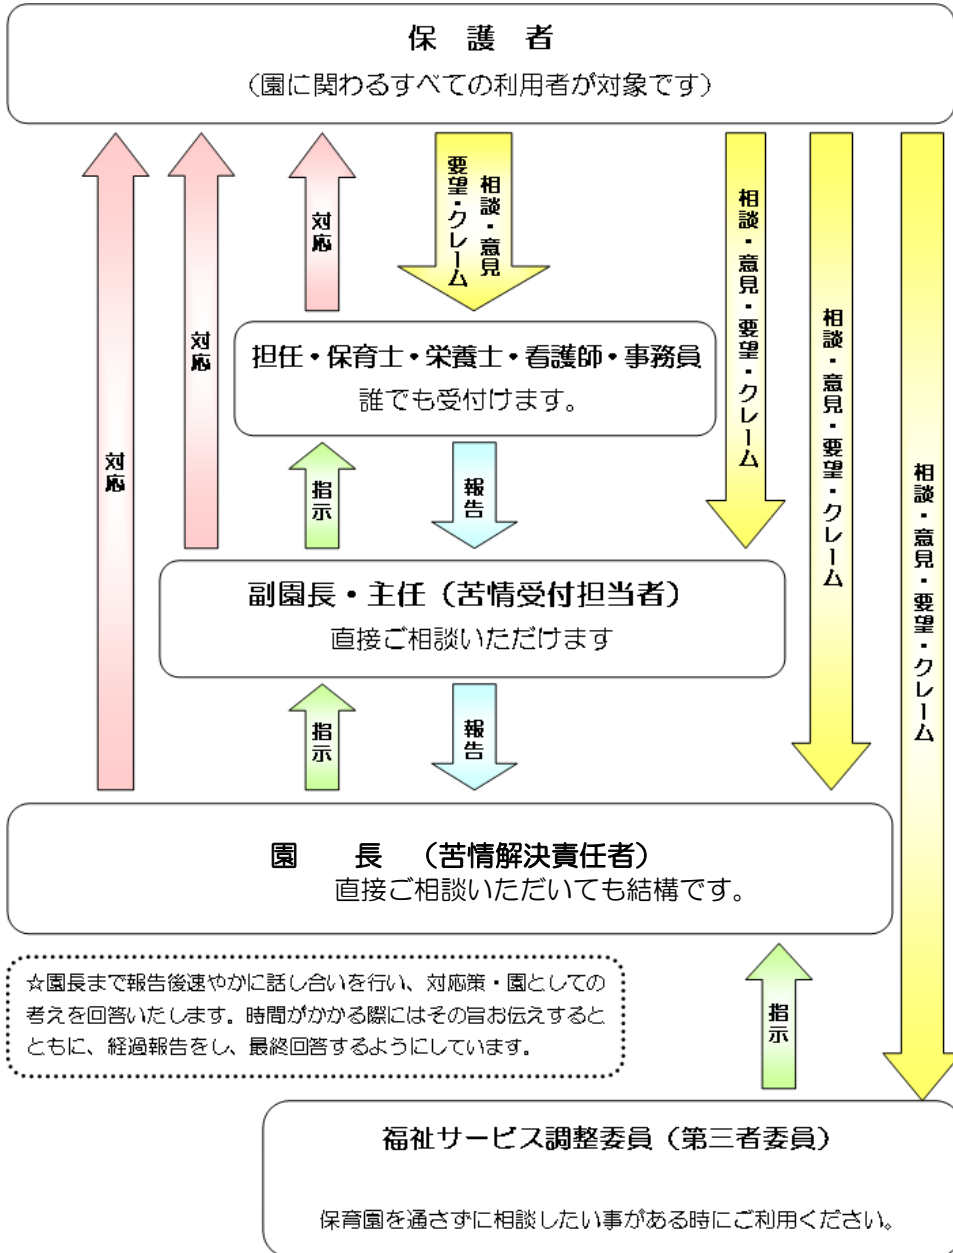 保　護　者
（園に関わるすべての利用者が対象です）
対応
対応
対応
相談・意見
要望・クレーム
相談・意見・要望・クレーム
相談・意見・要望・クレーム
相談・意見・要望・クレーム
担任・保育士・栄養士・看護師・事務員
誰でも受付けます。
指示
報告
副園長・主任（苦情受付担当者）
直接ご相談いただけます
指示
報告
園　　長　（苦情解決責任者）
直接ご相談いただいても結構です。
☆園長まで報告後速やかに話し合いを行い、対応策・園としての
考えを回答いたします。時間がかかる際にはその旨お伝えすると
ともに、経過報告をし、最終回答するようにしています。
指示
福祉サービス調整委員（第三者委員）
保育園を通さずに相談したい事がある時にご利用ください。